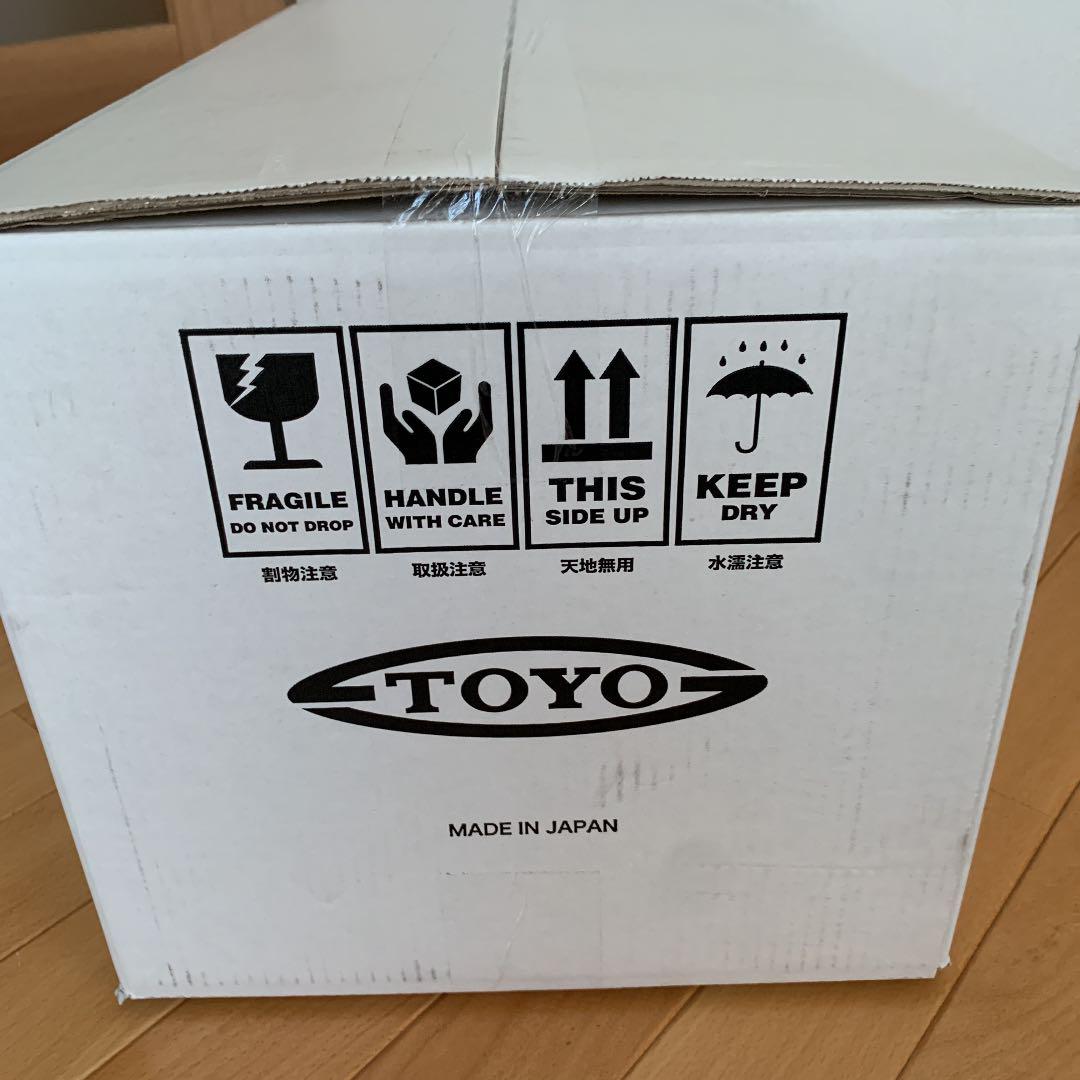 FRAGILE
DO NOT DROP
割物注意
HANDLE
WITH CARE
取扱注意
THIS
SIDE UP
天地無用
KEEP
DRY
水濡注意
TOYO
MADE IN JAPAN